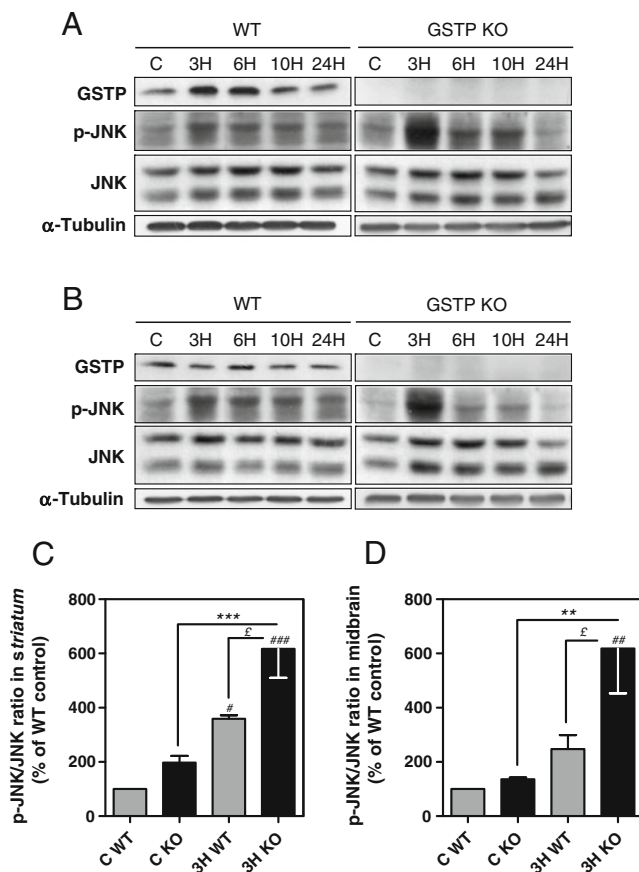 A
WT GSTP KO
C 3H 6H 10H 24H C 3H 6H 10H 24H
GSTP
p-JNK
JNK
α-Tubulin
B
WT GSTP KO
C 3H 6H 10H 24H C 3H 6H 10H 24H
GSTP
p-JNK
JNK
α-Tubulin
C
p-JNK/JNK ratio in striatum
(% of WT control)
800
600
400
200
0
***
£
###
#
C WT C KO 3H WT 3H KO
D
p-JNK/JNK ratio in midbrain
(% of WT control)
800
600
400
200
0
**
£
##
C WT C KO 3H WT 3H KO